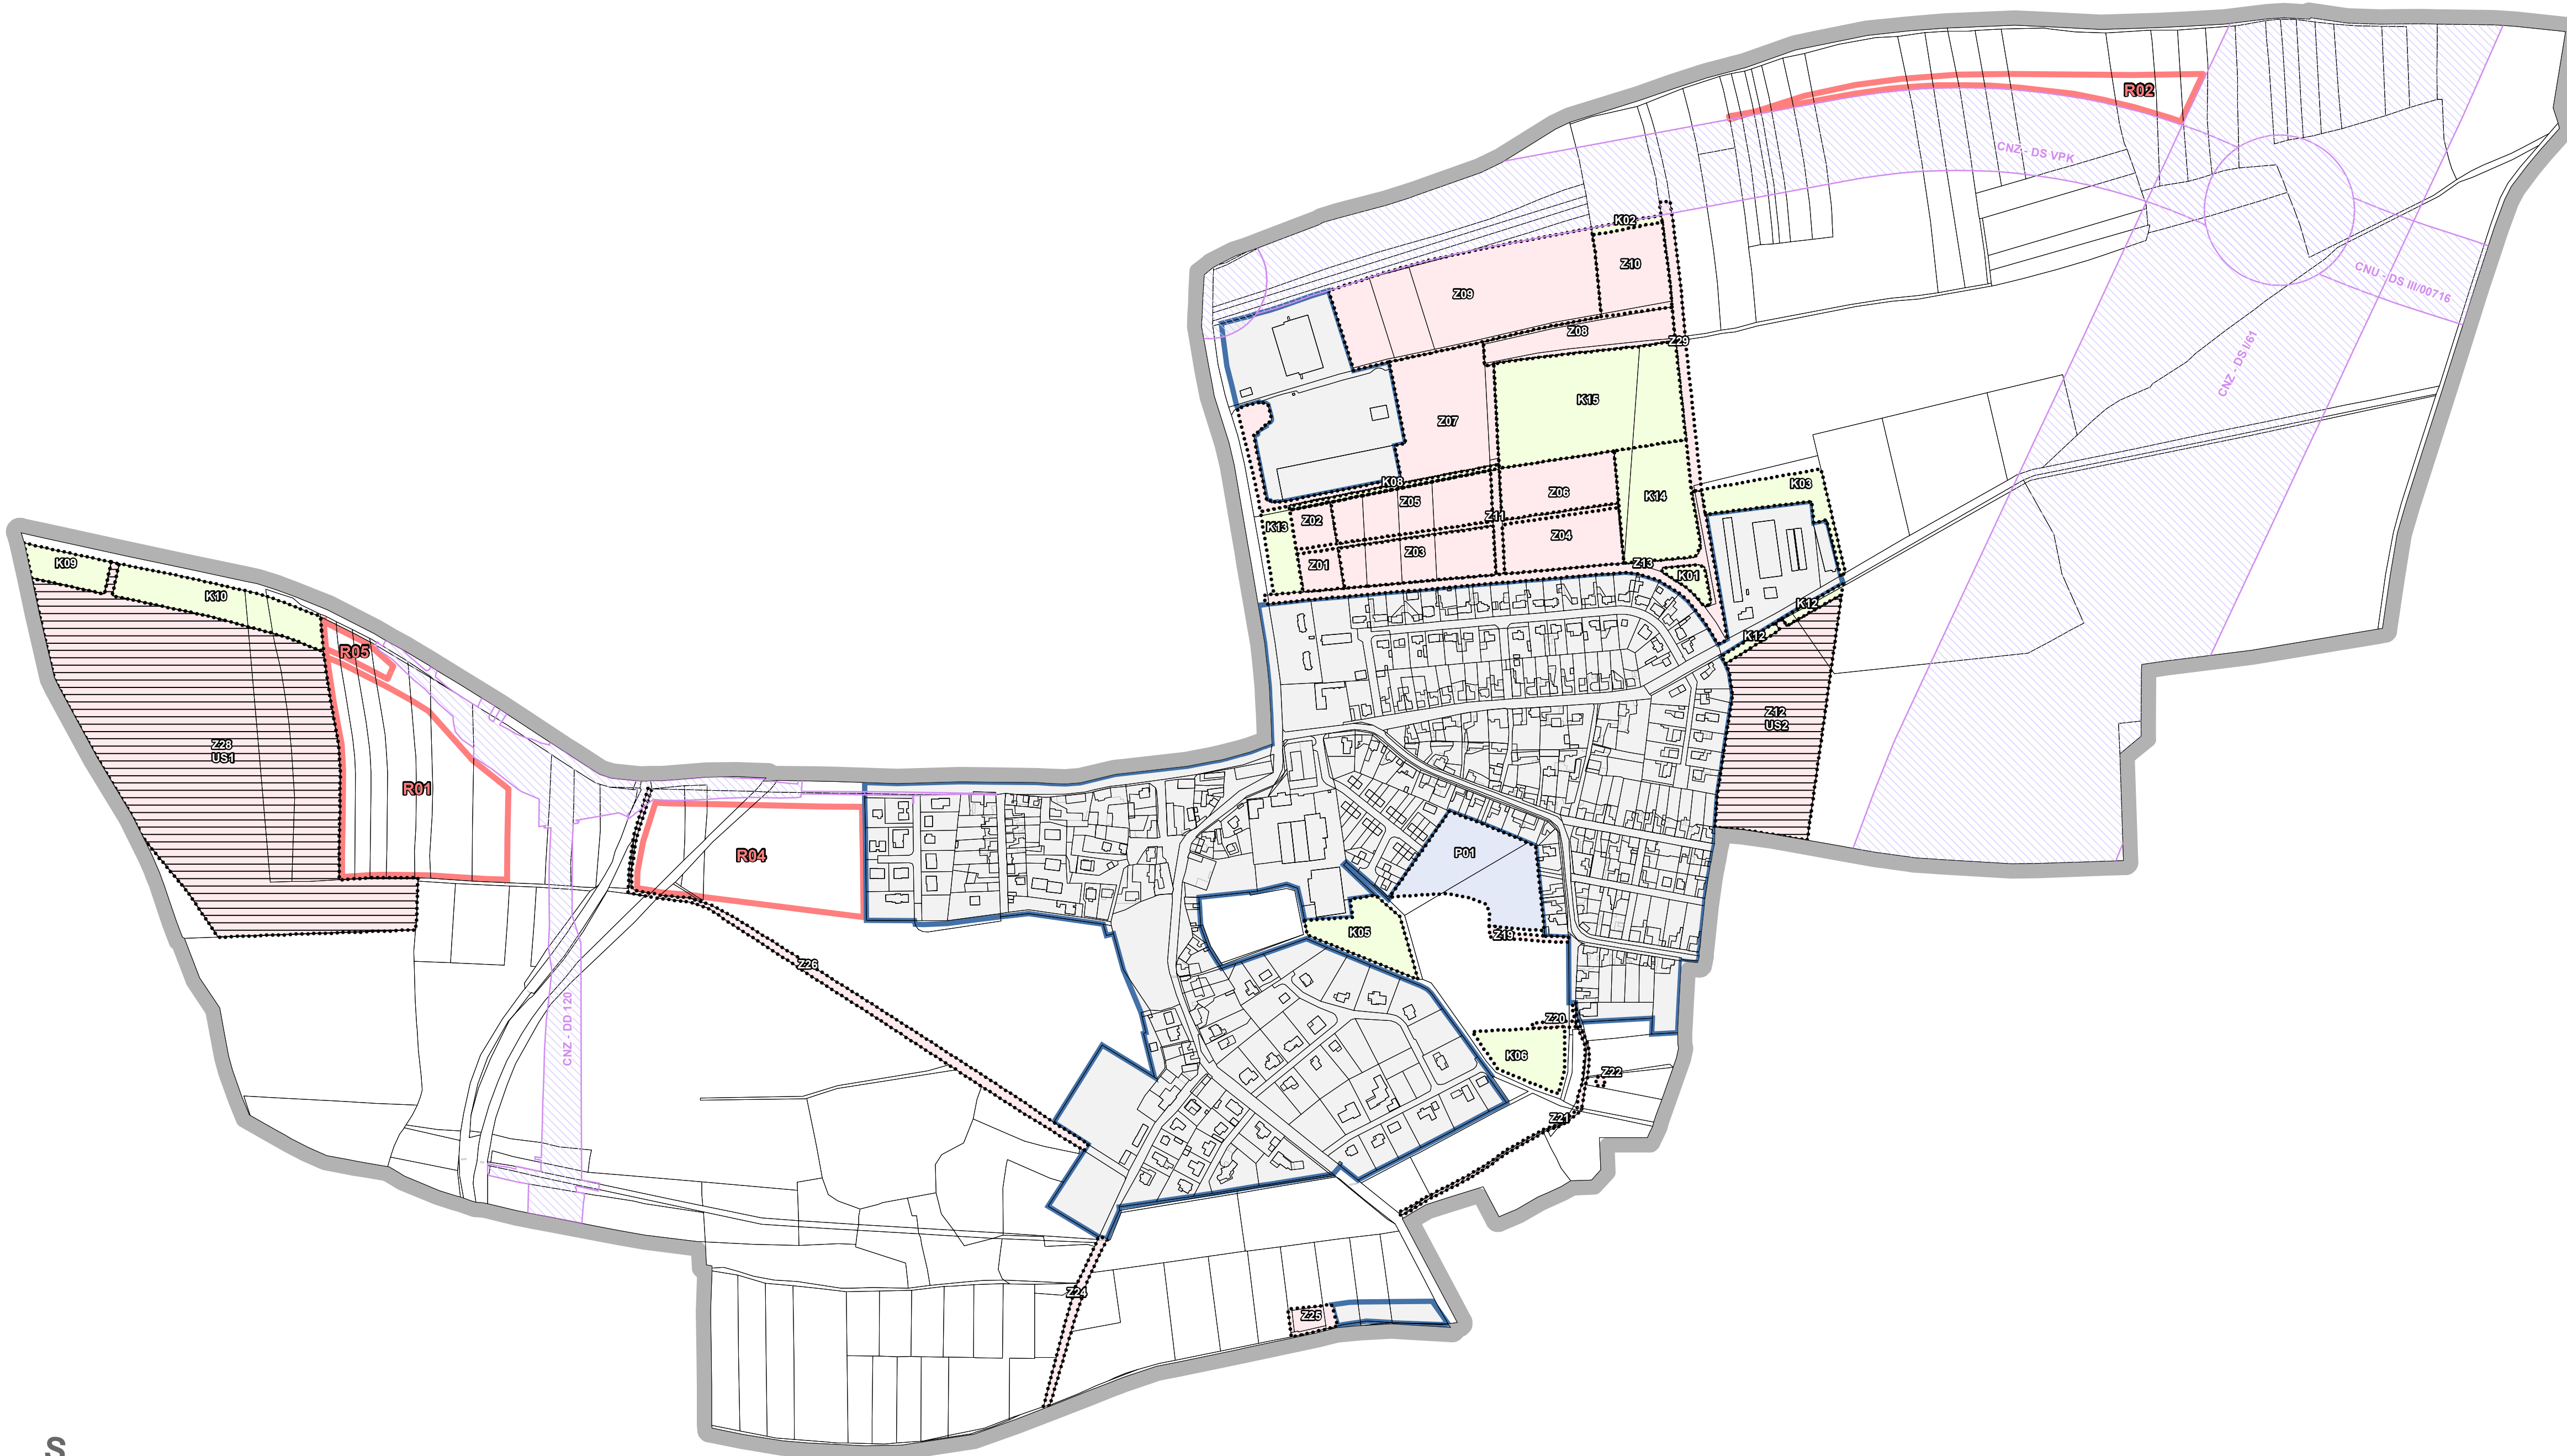 R02
CNZ - DS VPK
K02
Z10
CNU - DS III/00716
Z09
Z08
Z29
CNZ - DS I/61
K15
Z07
K08
K03
Z05
Z06
K14
Z02
Z11
K13
Z04
Z03
Z13
Z01
K01
K09
K10
K12
K12
R05
Z12
US2
Z28
US1
R01
R04
P01
K05
Z19
Z26
Z20
CNZ - DD 120
K06
Z22
Z21
Z24
Z25
S